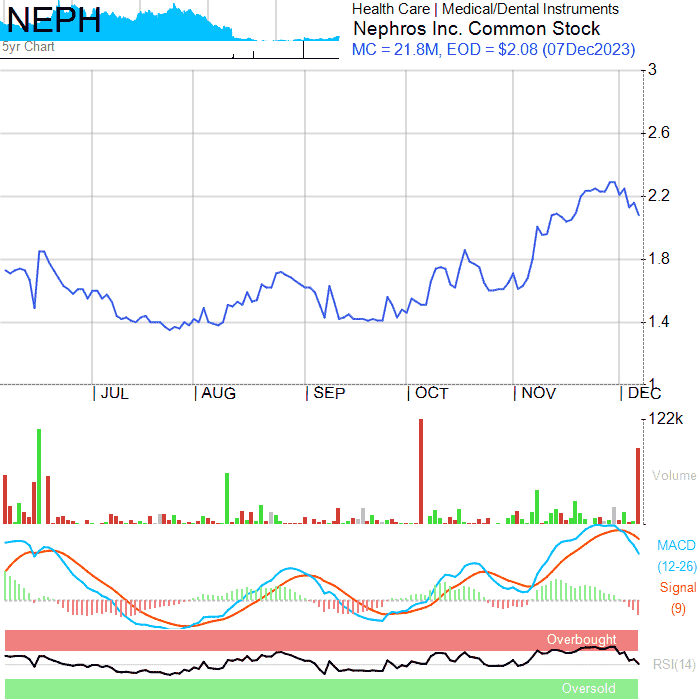 NEPH
5yr Chart
Health Care | Medical/Dental Instruments
Nephros Inc. Common Stock
MC = 21.8M, EOD = $2.08 (07Dec2023)
3
2.6
2.2
1.8
1.4
1
JUL AUG SEP OCT NOV DEC
122k
Volume
MACD
(12-26)
Signal
(9)
Overbought
RSI(14)
Oversold